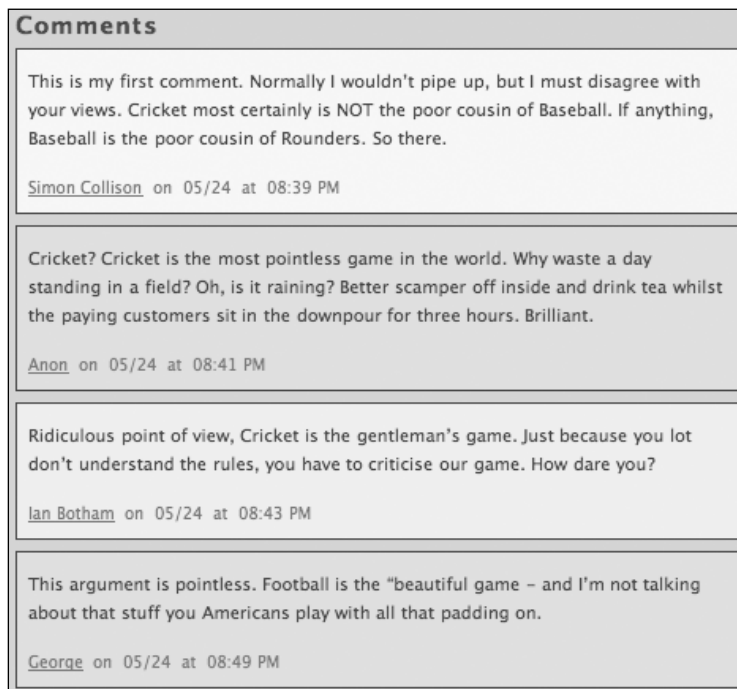 Comments
This is my first comment. Normally I wouldn't pipe up, but I must disagree with
your views. Cricket most certainly is NOT the poor cousin of Baseball. If anything,
Baseball is the poor cousin of Rounders. So there.
Simon Collison on 05/24 at 08:39 PM
Cricket? Cricket is the most pointless game in the world. Why waste a day
standing in a field? Oh, is it raining? Better scamper off inside and drink tea whilst
the paying customers sit in the downpour for three hours. Brilliant.
Anon on 05/24 at 08:41 PM
Ridiculous point of view, Cricket is the gentleman's game. Just because you lot
don't understand the rules, you have to criticise our game. How dare you?
Ian Botham on 05/24 at 08:43 PM
This argument is pointless. Football is the “beautiful game – and I'm not talking
about that stuff you Americans play with all that padding on.
George on 05/24 at 08:49 PM